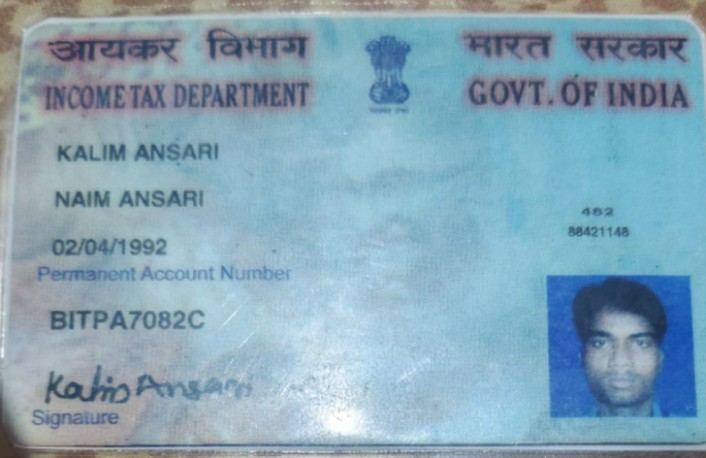 आयकर विभाग
INCOME TAX DEPARTMENT
भारत सरकार
GOVT. OF INDIA
KALIM ANSARI
NAIM ANSARI
02/04/1992
Permanent Account Number
BITPA7082C
462
88421148
Kalim Ansari
Signature